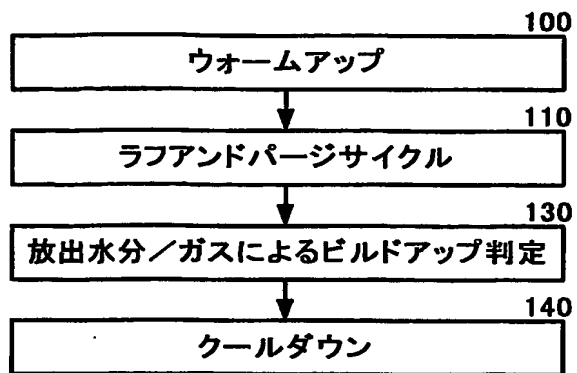 100
ウォームアップ
110
ラフアンドパージサイクル
130
放出水分／ガスによるビルドアップ判定
140
クールダウン